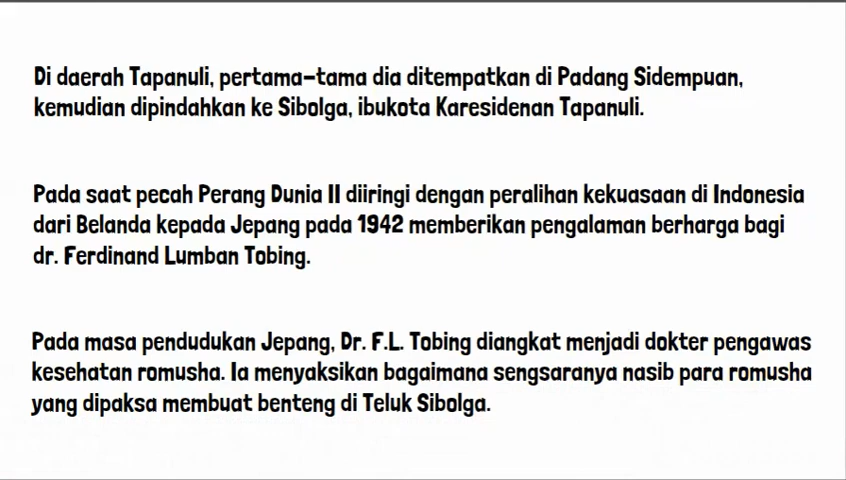 Di daerah Tapanuli, pertama-tama dia ditempatkan di Padang Sidempuan,
kemudian dipindahkan ke Sibolga, ibukota Karesidenan Tapanuli.
Pada saat pecah Perang Dunia II diiringi dengan peralihan kekuasaan di Indonesia
dari Belanda kepada Jepang pada 1942 memberikan pengalaman berharga bagi
dr. Ferdinand Lumban Tobing.
Pada masa pendudukan Jepang, Dr. F.L. Tobing diangkat menjadi dokter pengawas
kesehatan romusha. Ia menyaksikan bagaimana sengsaranya nasib para romusha
yang dipaksa membuat benteng di Teluk Sibolga.